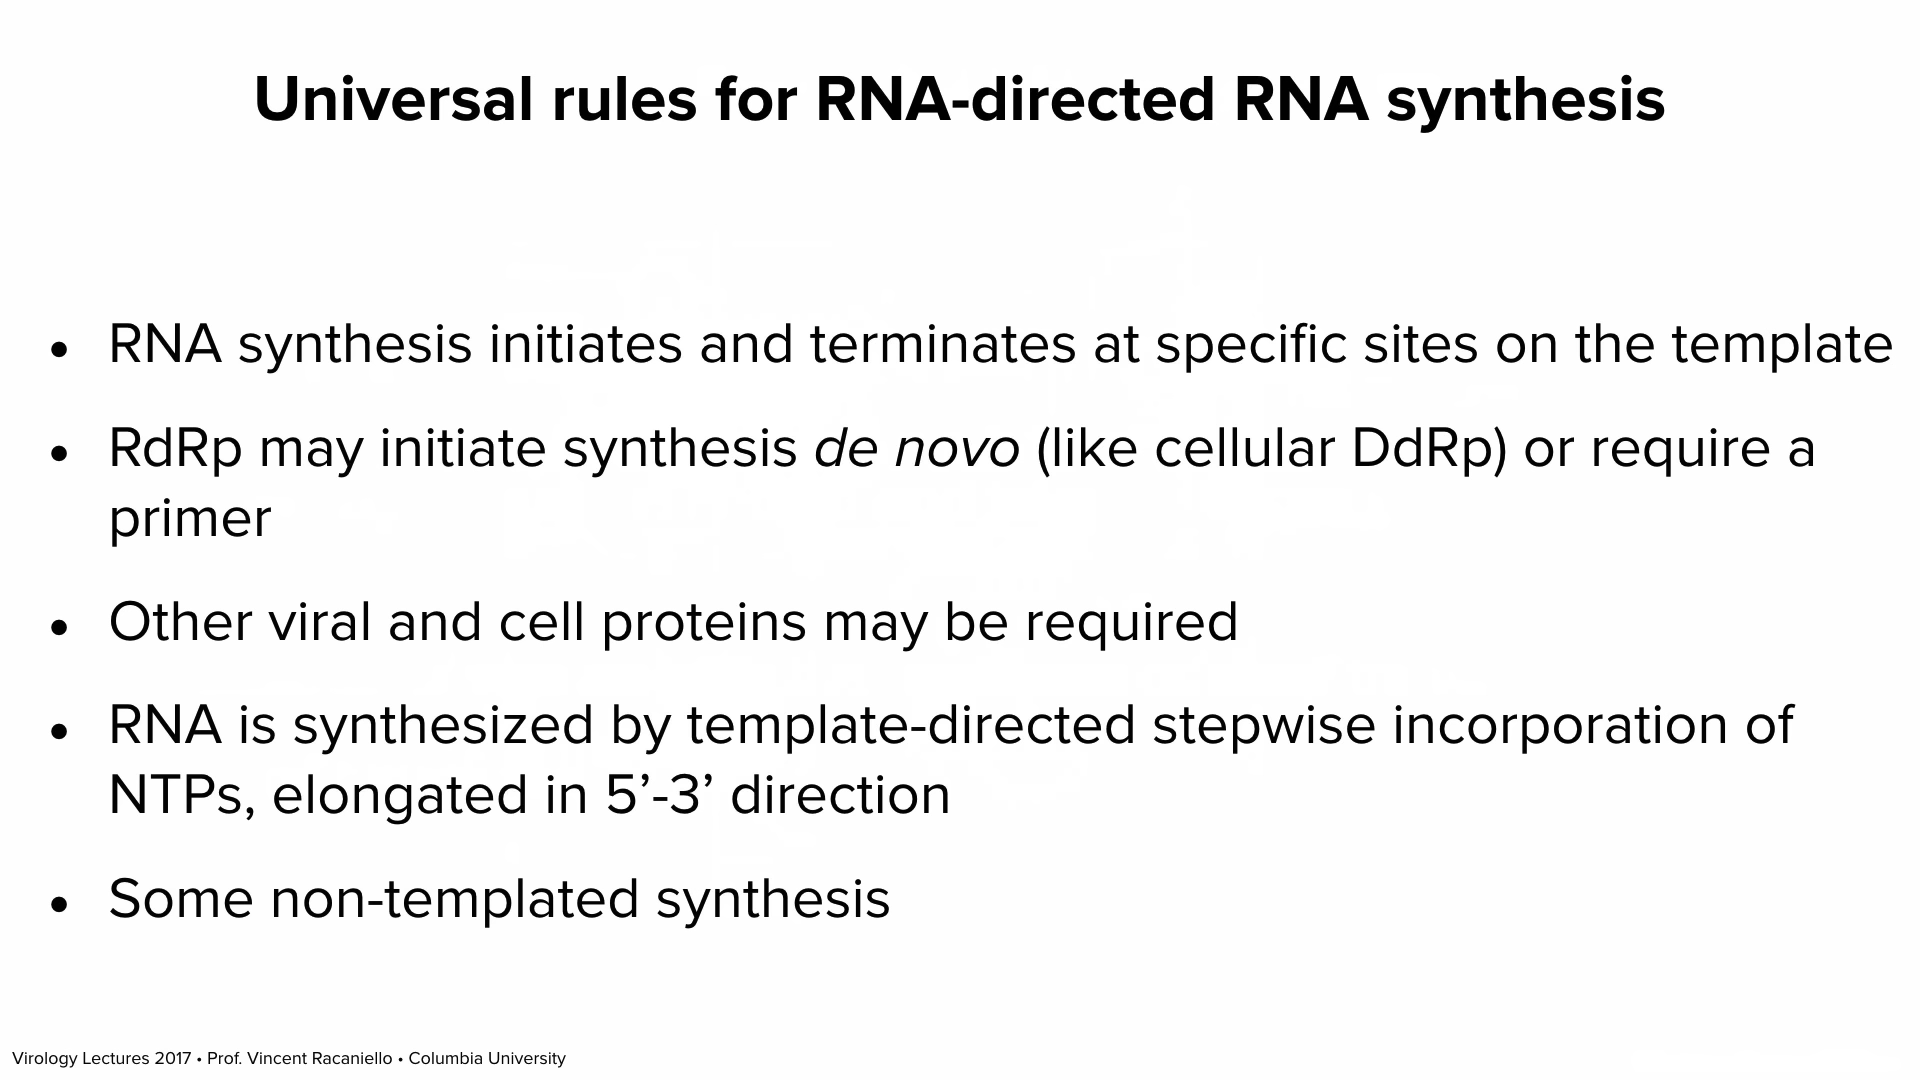 Universal rules for RNA-directed RNA synthesis
• RNA synthesis initiates and terminates at specific sites on the template
• RdRp may initiate synthesis de novo (like cellular DdRp) or require a
primer
• Other viral and cell proteins may be required
• RNA is synthesized by template-directed stepwise incorporation of
NTPs, elongated in 5’-3’ direction
• Some non-templated synthesis
Virology Lectures 2017 • Prof. Vincent Racaniello • Columbia University